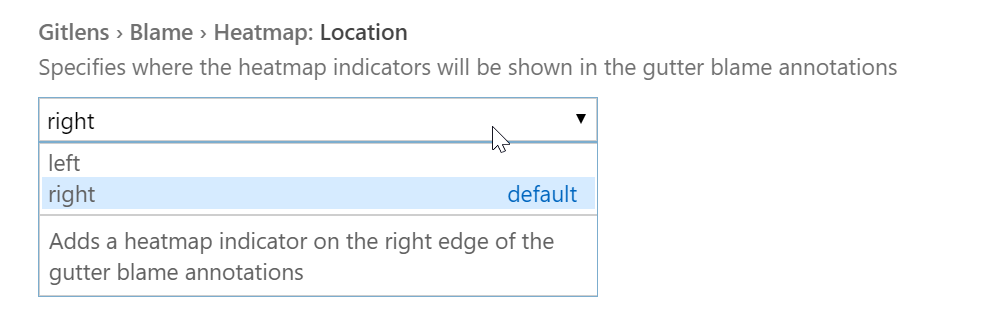 Gitlens › Blame › Heatmap: Location
Specifies where the heatmap indicators will be shown in the gutter blame annotations
right
left
right default
Adds a heatmap indicator on the right edge of the
gutter blame annotations